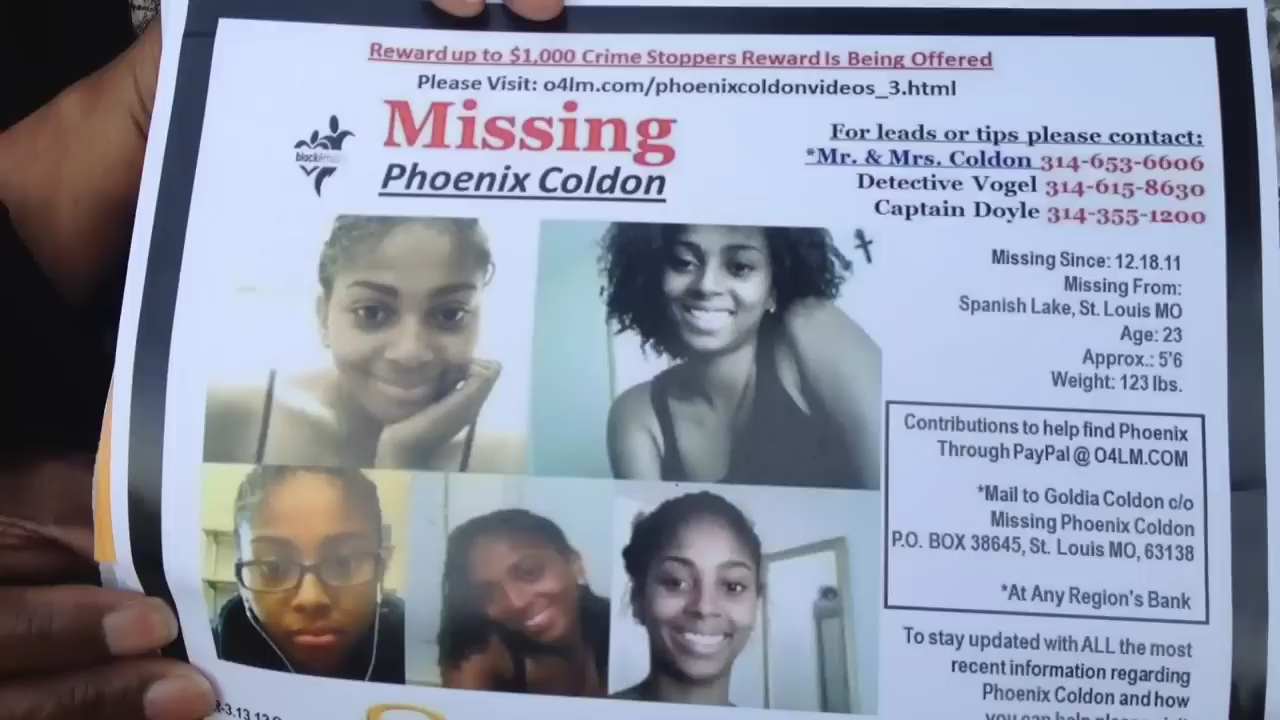 Reward up to $1,000 Crime Stoppers Reward Is Being Offered
Please Visit: o4lm.com/phoenixcoldonvideos_3.html
Missing
Phoenix Coldon
For leads or tips please contact:
*Mr. & Mrs. Coldon 314-653-6606
Detective Vogel 314-615-8630
Captain Doyle 314-355-1200
Missing Since: 12.18.11
Missing From:
Spanish Lake, St. Louis MO
Age: 23
Approx.: 5'6
Weight: 123 lbs.
Contributions to help find Phoenix
Through PayPal @ O4LM.COM
*Mail to Goldia Coldon c/o
Missing Phoenix Coldon
P.O. BOX 38645, St. Louis MO, 63138
*At Any Region's Bank
To stay updated with ALL the most
recent information regarding
Phoenix Coldon and how
you can help please visit